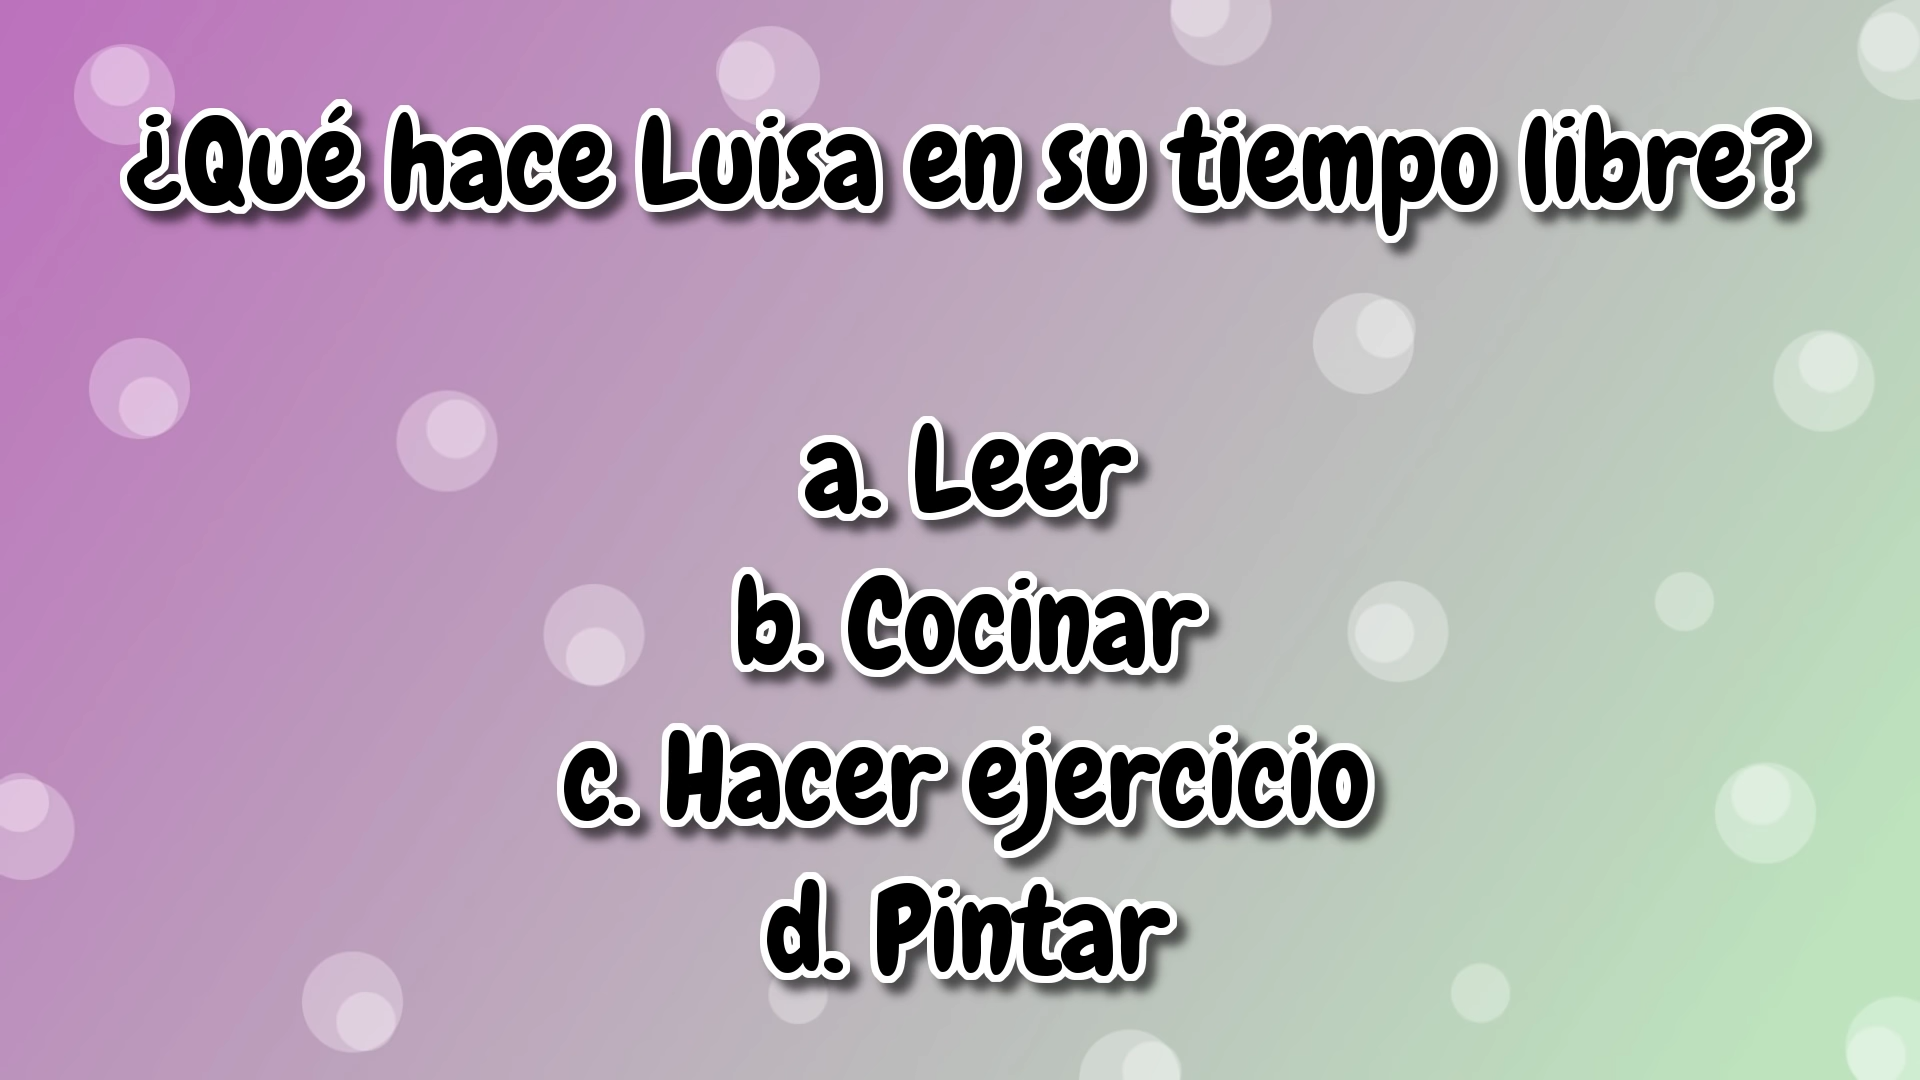 ¿Qué hace Luisa en su tiempo libre?
a. Leer
b. Cocinar
c. Hacer ejercicio
d. Pintar